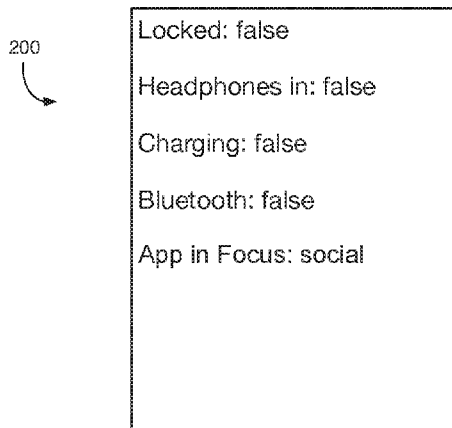 200
Locked: false
Headphones in: false
Charging: false
Bluetooth: false
App in Focus: social